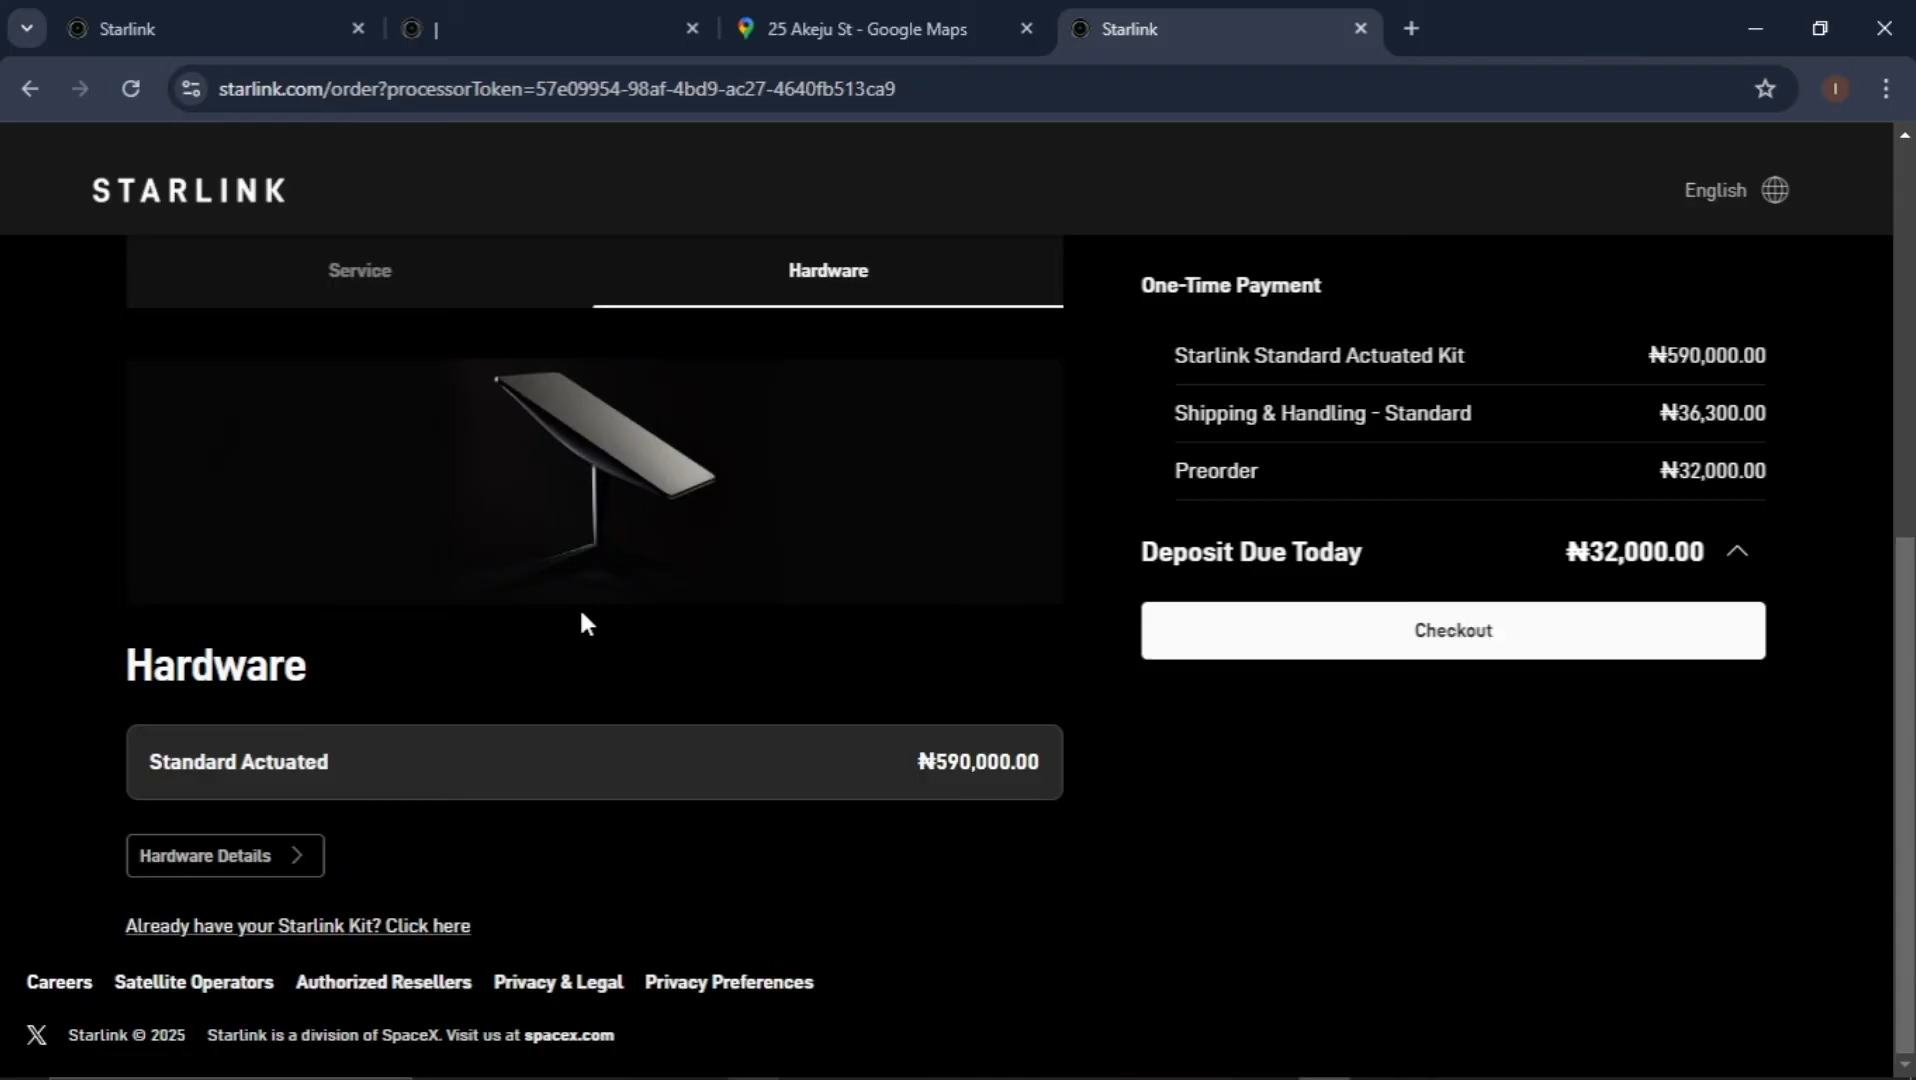 Starlink
|
25 Akeju St - Google Maps
Starlink
starlink.com/order?processorToken=57e09954-98af-4bd9-ac27-4640fb513ca9
I
STARLINK
English
Service
Hardware
One-Time Payment
Starlink Standard Actuated Kit ₦590,000.00
Shipping & Handling - Standard ₦36,300.00
Preorder ₦32,000.00
Deposit Due Today ₦32,000.00
Checkout
Hardware
Standard Actuated ₦590,000.00
Hardware Details
Already have your Starlink Kit? Click here
Careers Satellite Operators Authorized Resellers Privacy & Legal Privacy Preferences
X Starlink © 2025 Starlink is a division of SpaceX. Visit us at spacex.com